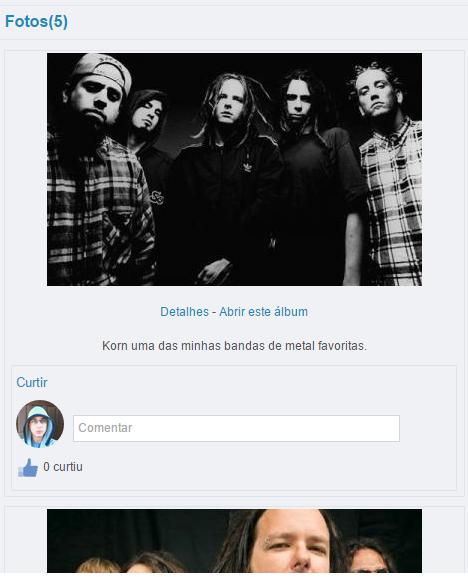 Fotos(5)
Detalhes - Abrir este álbum
Korn uma das minhas bandas de metal favoritas.
Curtir
Comentar
0 curtiu